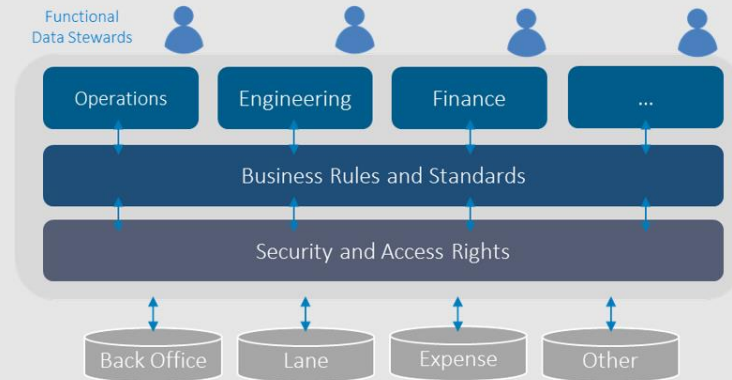 Functional
Data Stewards
Operations
Engineering
Finance
...
Business Rules and Standards
Security and Access Rights
Back Office
Lane
Expense
Other